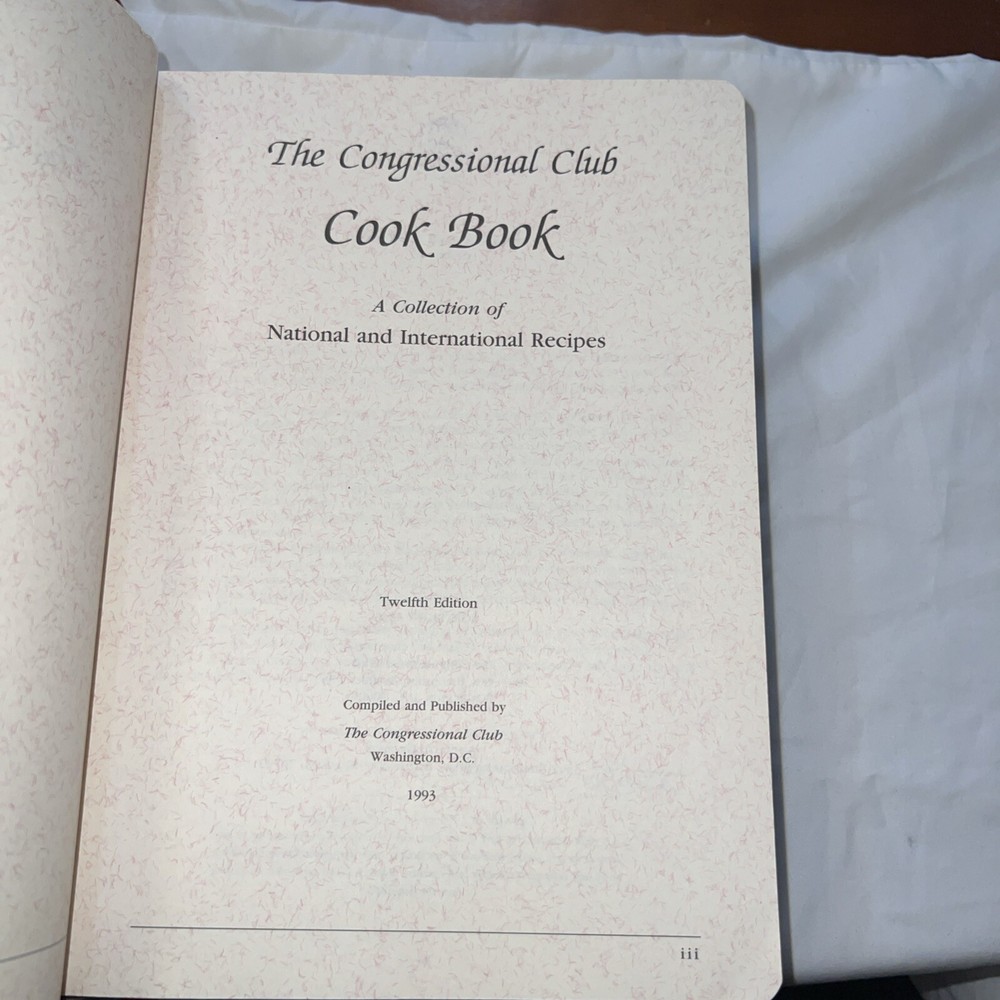 The Congressional Club
Cook Book
A Collection of
National and International Recipes
Twelfth Edition
Compiled and Published by
The Congressional Club
Washington, D.C.
1993
iii